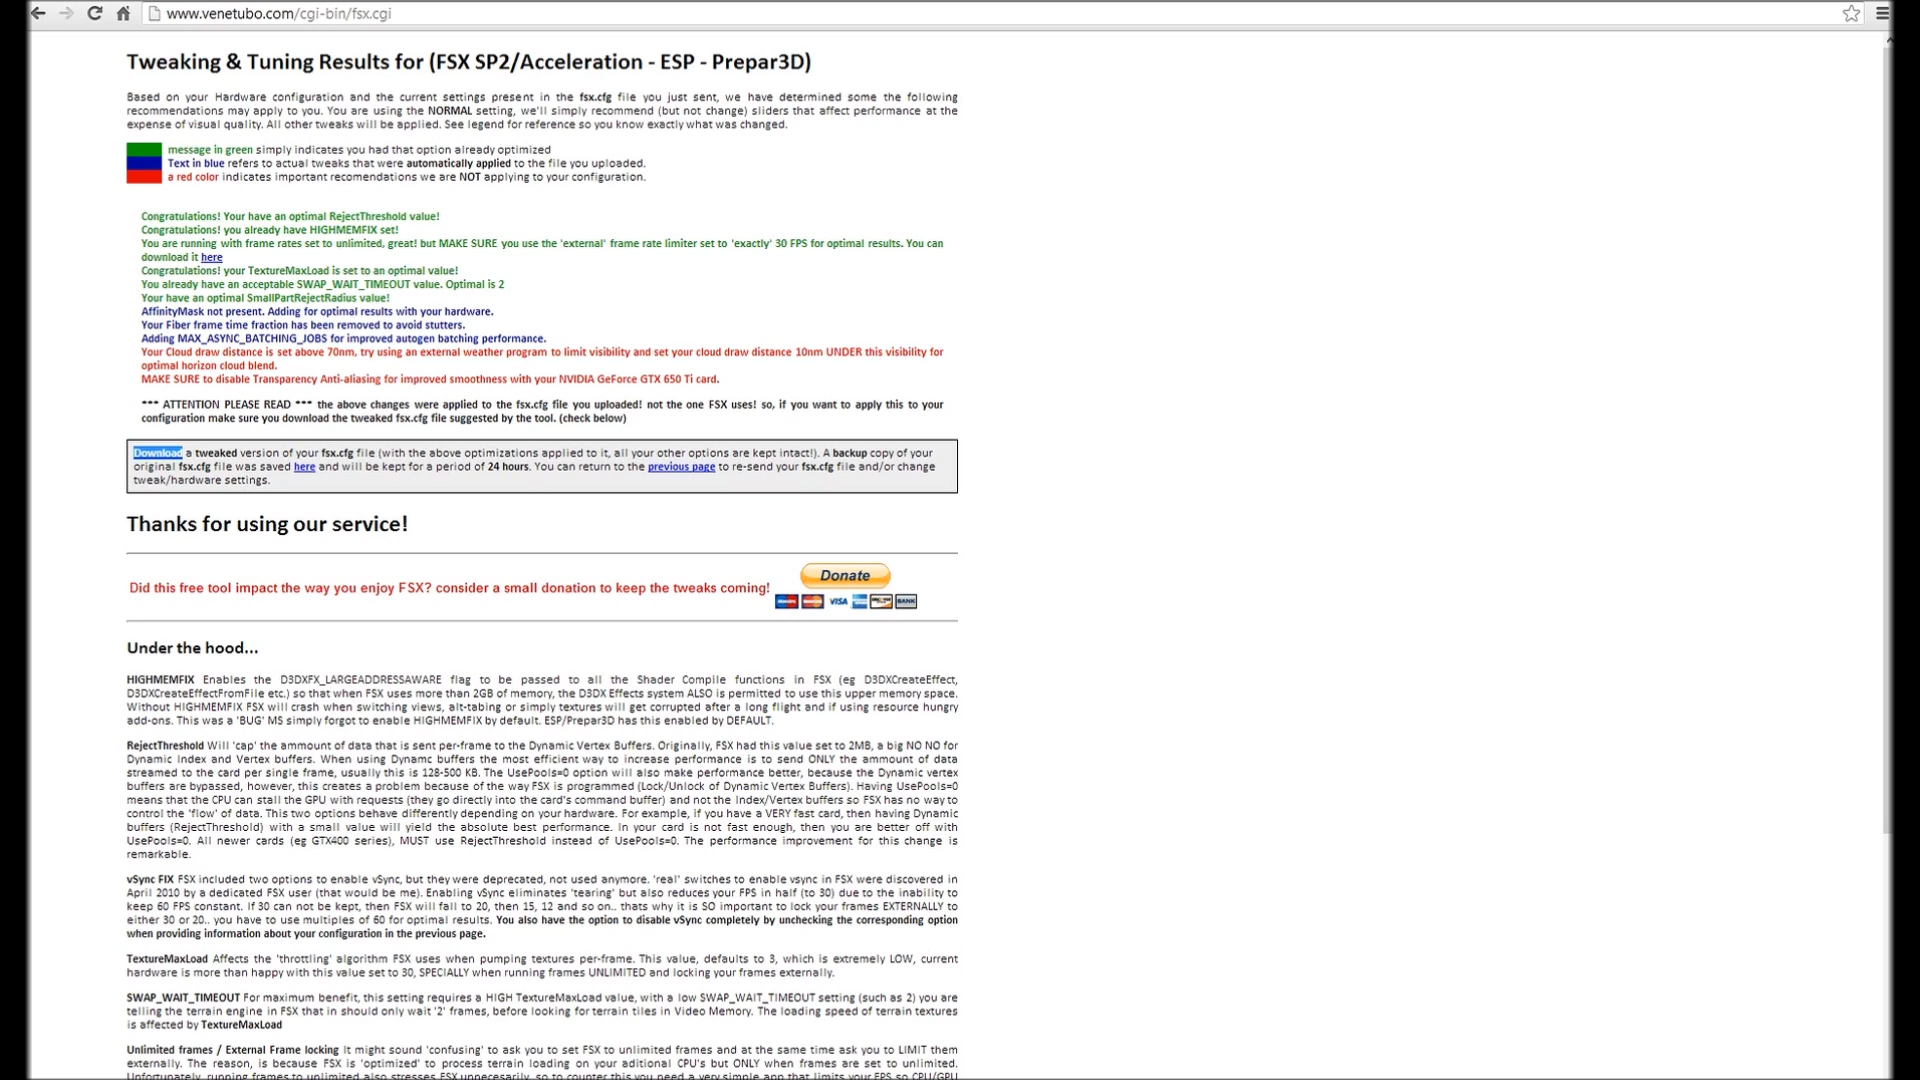 www.venetubo.com/cgi-bin/fsx.cgi
Tweaking & Tuning Results for (FSX SP2/Acceleration - ESP - Prepar3D)
Based on your Hardware configuration and the current settings present in the fsx.cfg file you just sent, we have determined some the following
recommendations may apply to you. You are using the NORMAL setting, we'll simply recommend (but not change) sliders that affect performance at the
expense of visual quality. All other tweaks will be applied. See legend for reference so you know exactly what was changed.
message in green simply indicates you had that option already optimized
Text in blue refers to actual tweaks that were automatically applied to the file you uploaded.
a red color indicates important recomendations we are NOT applying to your configuration.
Congratulations! Your have an optimal RejectThreshold value!
Congratulations! you already have HIGHMEMFIX set!
You are running with frame rates set to unlimited, great! but MAKE SURE you use the 'external' frame rate limiter set to 'exactly' 30 FPS for optimal results. You can
download it here
Congratulations! your TextureMaxLoad is set to an optimal value!
You already have an acceptable SWAP_WAIT_TIMEOUT value. Optimal is 2
Your have an optimal SmallPartRejectRadius value!
AffinityMask not present. Adding for optimal results with your hardware.
Your Fiber frame time fraction has been removed to avoid stutters.
Adding MAX_ASYNC_BATCHING_JOBS for improved autogen batching performance.
Your Cloud draw distance is set above 70nm, try using an external weather program to limit visibility and set your cloud draw distance 10nm UNDER this visibility for
optimal horizon cloud blend.
MAKE SURE to disable Transparency Anti-aliasing for improved smoothness with your NVIDIA GeForce GTX 650 Ti card.
*** ATTENTION PLEASE READ *** the above changes were applied to the fsx.cfg file you uploaded! not the one FSX uses! so, if you want to apply this to your
configuration make sure you download the tweaked fsx.cfg file suggested by the tool. (check below)
Download a tweaked version of your fsx.cfg file (with the above optimizations applied to it, all your other options are kept intact!). A backup copy of your
original fsx.cfg file was saved here and will be kept for a period of 24 hours. You can return to the previous page to re-send your fsx.cfg file and/or change
tweak/hardware settings.
Thanks for using our service!
Did this free tool impact the way you enjoy FSX? consider a small donation to keep the tweaks coming!
Donate
VISA
BANK
Under the hood...
HIGHMEMFIX Enables the D3DXFX_LARGEADDRESSAWARE flag to be passed to all the Shader Compile functions in FSX (eg D3DXCreateEffect,
D3DXCreateEffectFromFile etc.) so that when FSX uses more than 2GB of memory, the D3DX Effects system ALSO is permitted to use this upper memory space.
Without HIGHMEMFIX FSX will crash when switching views, alt-tabing or simply textures will get corrupted after a long flight and if using resource hungry
add-ons. This was a 'BUG' MS simply forgot to enable HIGHMEMFIX by default. ESP/Prepar3D has this enabled by DEFAULT.
RejectThreshold Will 'cap' the ammount of data that is sent per-frame to the Dynamic Vertex Buffers. Originally, FSX had this value set to 2MB, a big NO NO for
Dynamic Index and Vertex buffers. When using Dynamc buffers the most efficient way to increase performance is to send ONLY the ammount of data
streamed to the card per single frame, usually this is 128-500 KB. The UsePools=0 option will also make performance better, because the Dynamic vertex
buffers are bypassed, however, this creates a problem because of the way FSX is programmed (Lock/Unlock of Dynamic Vertex Buffers). Having UsePools=0
means that the CPU can stall the GPU with requests (they go directly into the card's command buffer) and not the Index/Vertex buffers so FSX has no way to
control the 'flow' of data. This two options behave differently depending on your hardware. For example, if you have a VERY fast card, then having Dynamic
buffers (RejectThreshold) with a small value will yield the absolute best performance. In your card is not fast enough, then you are better off with
UsePools=0. All newer cards (eg GTX400 series), MUST use RejectThreshold instead of UsePools=0. The performance improvement for this change is
remarkable.
vSync FIX FSX included two options to enable vSync, but they were deprecated, not used anymore. 'real' switches to enable vsync in FSX were discovered in
April 2010 by a dedicated FSX user (that would be me). Enabling vSync eliminates 'tearing' but also reduces your FPS in half (to 30) due to the inability to
keep 60 FPS constant. If 30 can not be kept, then FSX will fall to 20, then 15, 12 and so on.. thats why it is SO important to lock your frames EXTERNALLY to
either 30 or 20.. you have to use multiples of 60 for optimal results. You also have the option to disable vSync completely by unchecking the corresponding option
when providing information about your configuration in the previous page.
TextureMaxLoad Affects the 'throttling' algorithm FSX uses when pumping textures per-frame. This value, defaults to 3, which is extremely LOW, current
hardware is more than happy with this value set to 30, SPECIALLY when running frames UNLIMITED and locking your frames externally.
SWAP_WAIT_TIMEOUT For maximum benefit, this setting requires a HIGH TextureMaxLoad value, with a low SWAP_WAIT_TIMEOUT setting (such as 2) you are
telling the terrain engine in FSX that in should only wait '2' frames, before looking for terrain tiles in Video Memory. The loading speed of terrain textures
is affected by TextureMaxLoad
Unlimited frames / External Frame locking It might sound 'confusing' to ask you to set FSX to unlimited frames and at the same time ask you to LIMIT them
externally. The reason, is because FSX is 'optimized' to process terrain loading on your aditional CPU's but ONLY when frames are set to unlimited.
Unfortunately, running frames to unlimited also stresses FSX unnecesarily, so to counter this you need a very simple app that limits your FPS so CPU/GPU